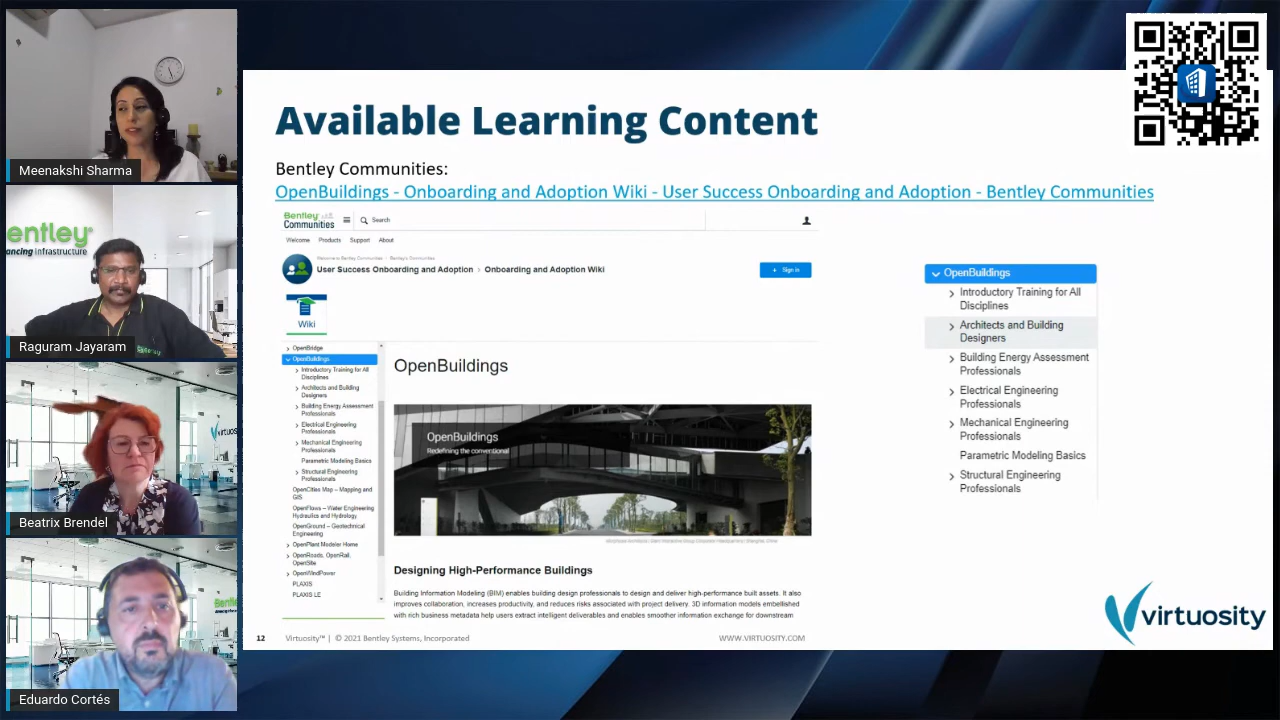 Meenakshi Sharma
entley
ancing infrastructure
Raguram Jayaram
Beatrix Brendel
Eduardo Cortés
Available Learning Content
Bentley Communities:
OpenBuildings - Onboarding and Adoption Wiki - User Success Onboarding and Adoption - Bentley Communities
Bentley
Communities
Search
Welcome Products Support About
User Success Onboarding and Adoption › Onboarding and Adoption Wiki
+ Sign in
Wiki
OpenBridge
OpenBuildings
Introductory Training for All
Disciplines
Architects and Building
Designers
Building Energy Assessment
Professionals
Electrical Engineering
Professionals
Mechanical Engineering
Professionals
Parametric Modeling Basics
Structural Engineering
Professionals
OpenCities Map – Mapping and
GIS
OpenFlows – Water Engineering
Hydraulics and Hydrology
OpenGround – Geotechnical
Engineering
OpenPlant Modeler Home
OpenRoads, OpenRail,
OpenSite
OpenWindPower
PLAXIS
PLAXIS LE
OpenBuildings
OpenBuildings
Redefining the conventional
Designing High-Performance Buildings
Building Information Modeling (BIM) enables building design professionals to design and deliver high-performance built assets. It also
improves collaboration, increases productivity, and reduces risks associated with project delivery. 3D information models embellished
with rich business metadata help users extract intelligent deliverables and enables smoother information exchange for downstream
OpenBuildings
Introductory Training for All
Disciplines
Architects and Building
Designers
Building Energy Assessment
Professionals
Electrical Engineering
Professionals
Mechanical Engineering
Professionals
Parametric Modeling Basics
Structural Engineering
Professionals
virtuosity
12 Virtuosity™ | © 2021 Bentley Systems, Incorporated
WWW.VIRTUOSITY.COM